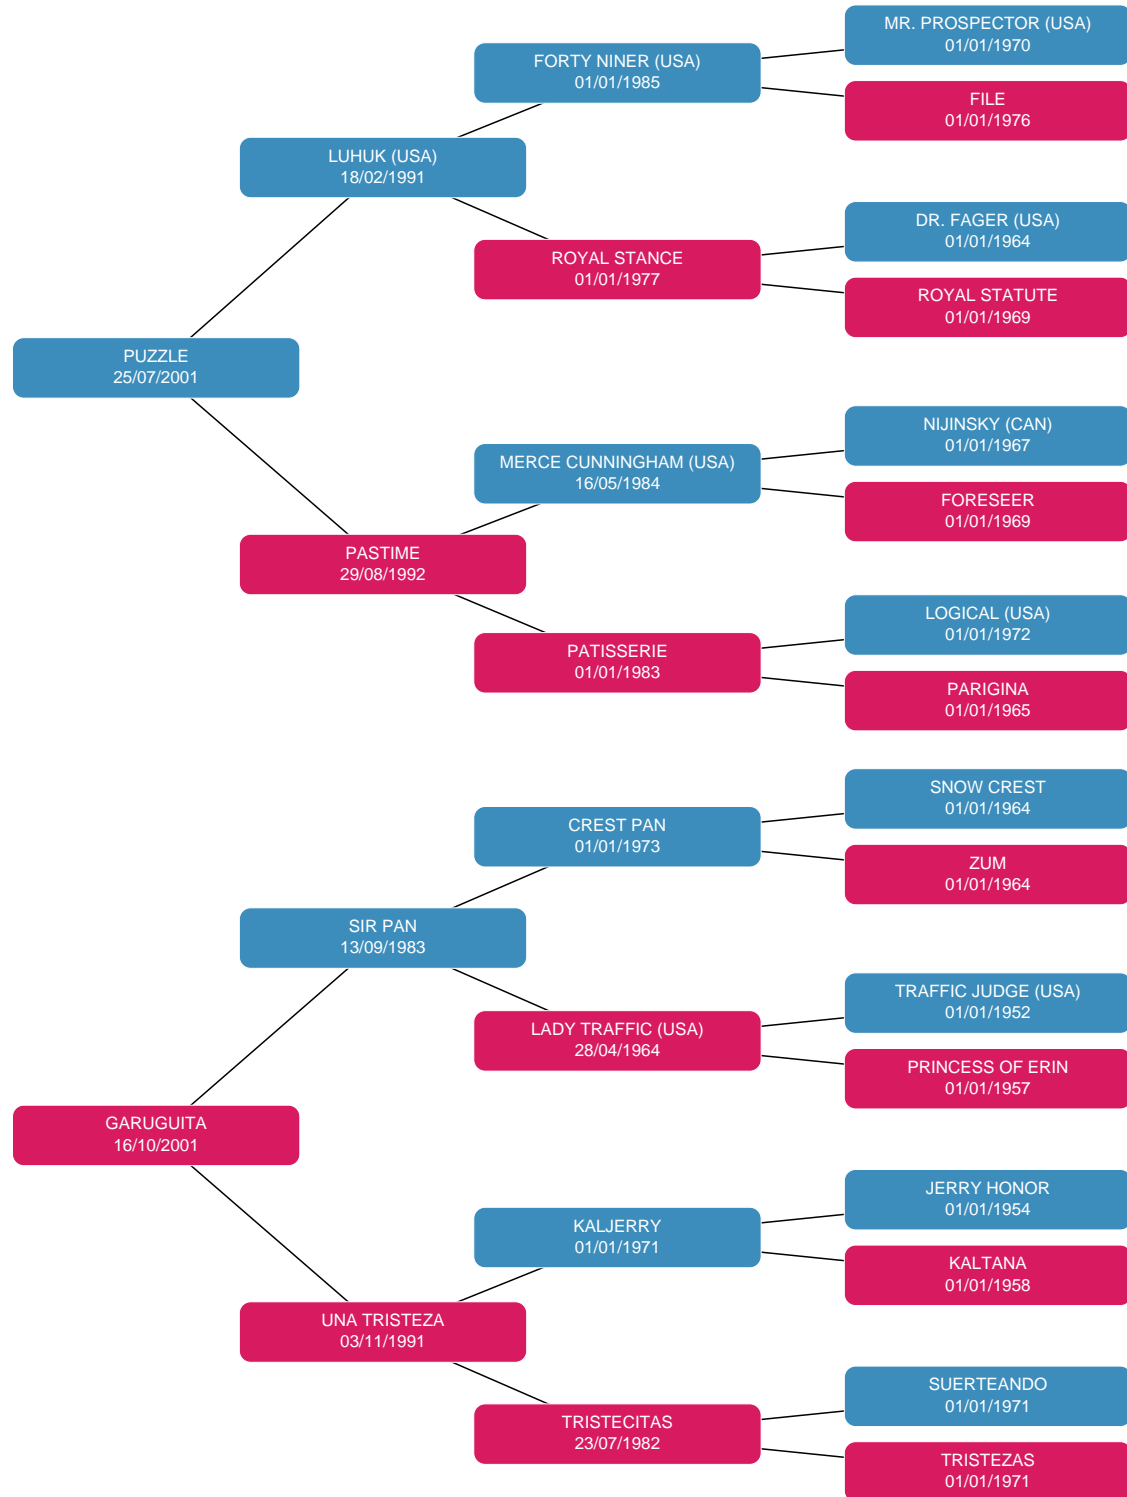 MR. PROSPECTOR (USA)
01/01/1970
FORTY NINER (USA)
01/01/1985
FILE
01/01/1976
LUHUK (USA)
18/02/1991
DR. FAGER (USA)
01/01/1964
ROYAL STANCE
01/01/1977
ROYAL STATUTE
01/01/1969
PUZZLE
25/07/2001
NIJINSKY (CAN)
01/01/1967
MERCE CUNNINGHAM (USA)
16/05/1984
FORESEER
01/01/1969
PASTIME
29/08/1992
LOGICAL (USA)
01/01/1972
PATISSERIE
01/01/1983
PARIGINA
01/01/1965
SNOW CREST
01/01/1964
CREST PAN
01/01/1973
ZUM
01/01/1964
SIR PAN
13/09/1983
TRAFFIC JUDGE (USA)
01/01/1952
LADY TRAFFIC (USA)
28/04/1964
PRINCESS OF ERIN
01/01/1957
GARUGUITA
16/10/2001
JERRY HONOR
01/01/1954
KALJERRY
01/01/1971
KALTANA
01/01/1958
UNA TRISTEZA
03/11/1991
SUERTEANDO
01/01/1971
TRISTECITAS
23/07/1982
TRISTEZAS
01/01/1971